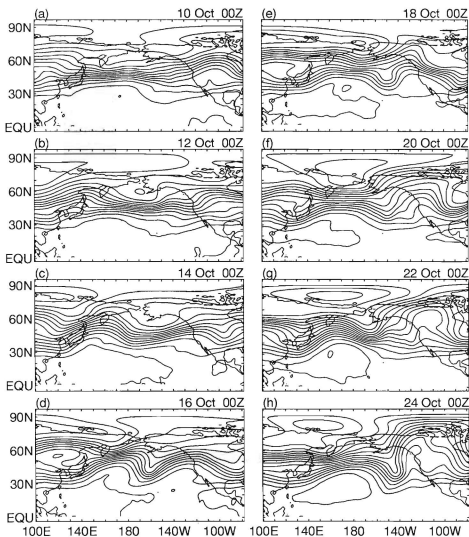 (a) 10 Oct 00Z
90N
60N
30N
EQU
(b) 12 Oct 00Z
90N
60N
30N
EQU
(c) 14 Oct 00Z
90N
60N
30N
EQU
(d) 16 Oct 00Z
90N
60N
30N
EQU
100E 140E 180 140W 100W
(e) 18 Oct 00Z
(f) 20 Oct 00Z
(g) 22 Oct 00Z
(h) 24 Oct 00Z
100E 140E 180 140W 100W